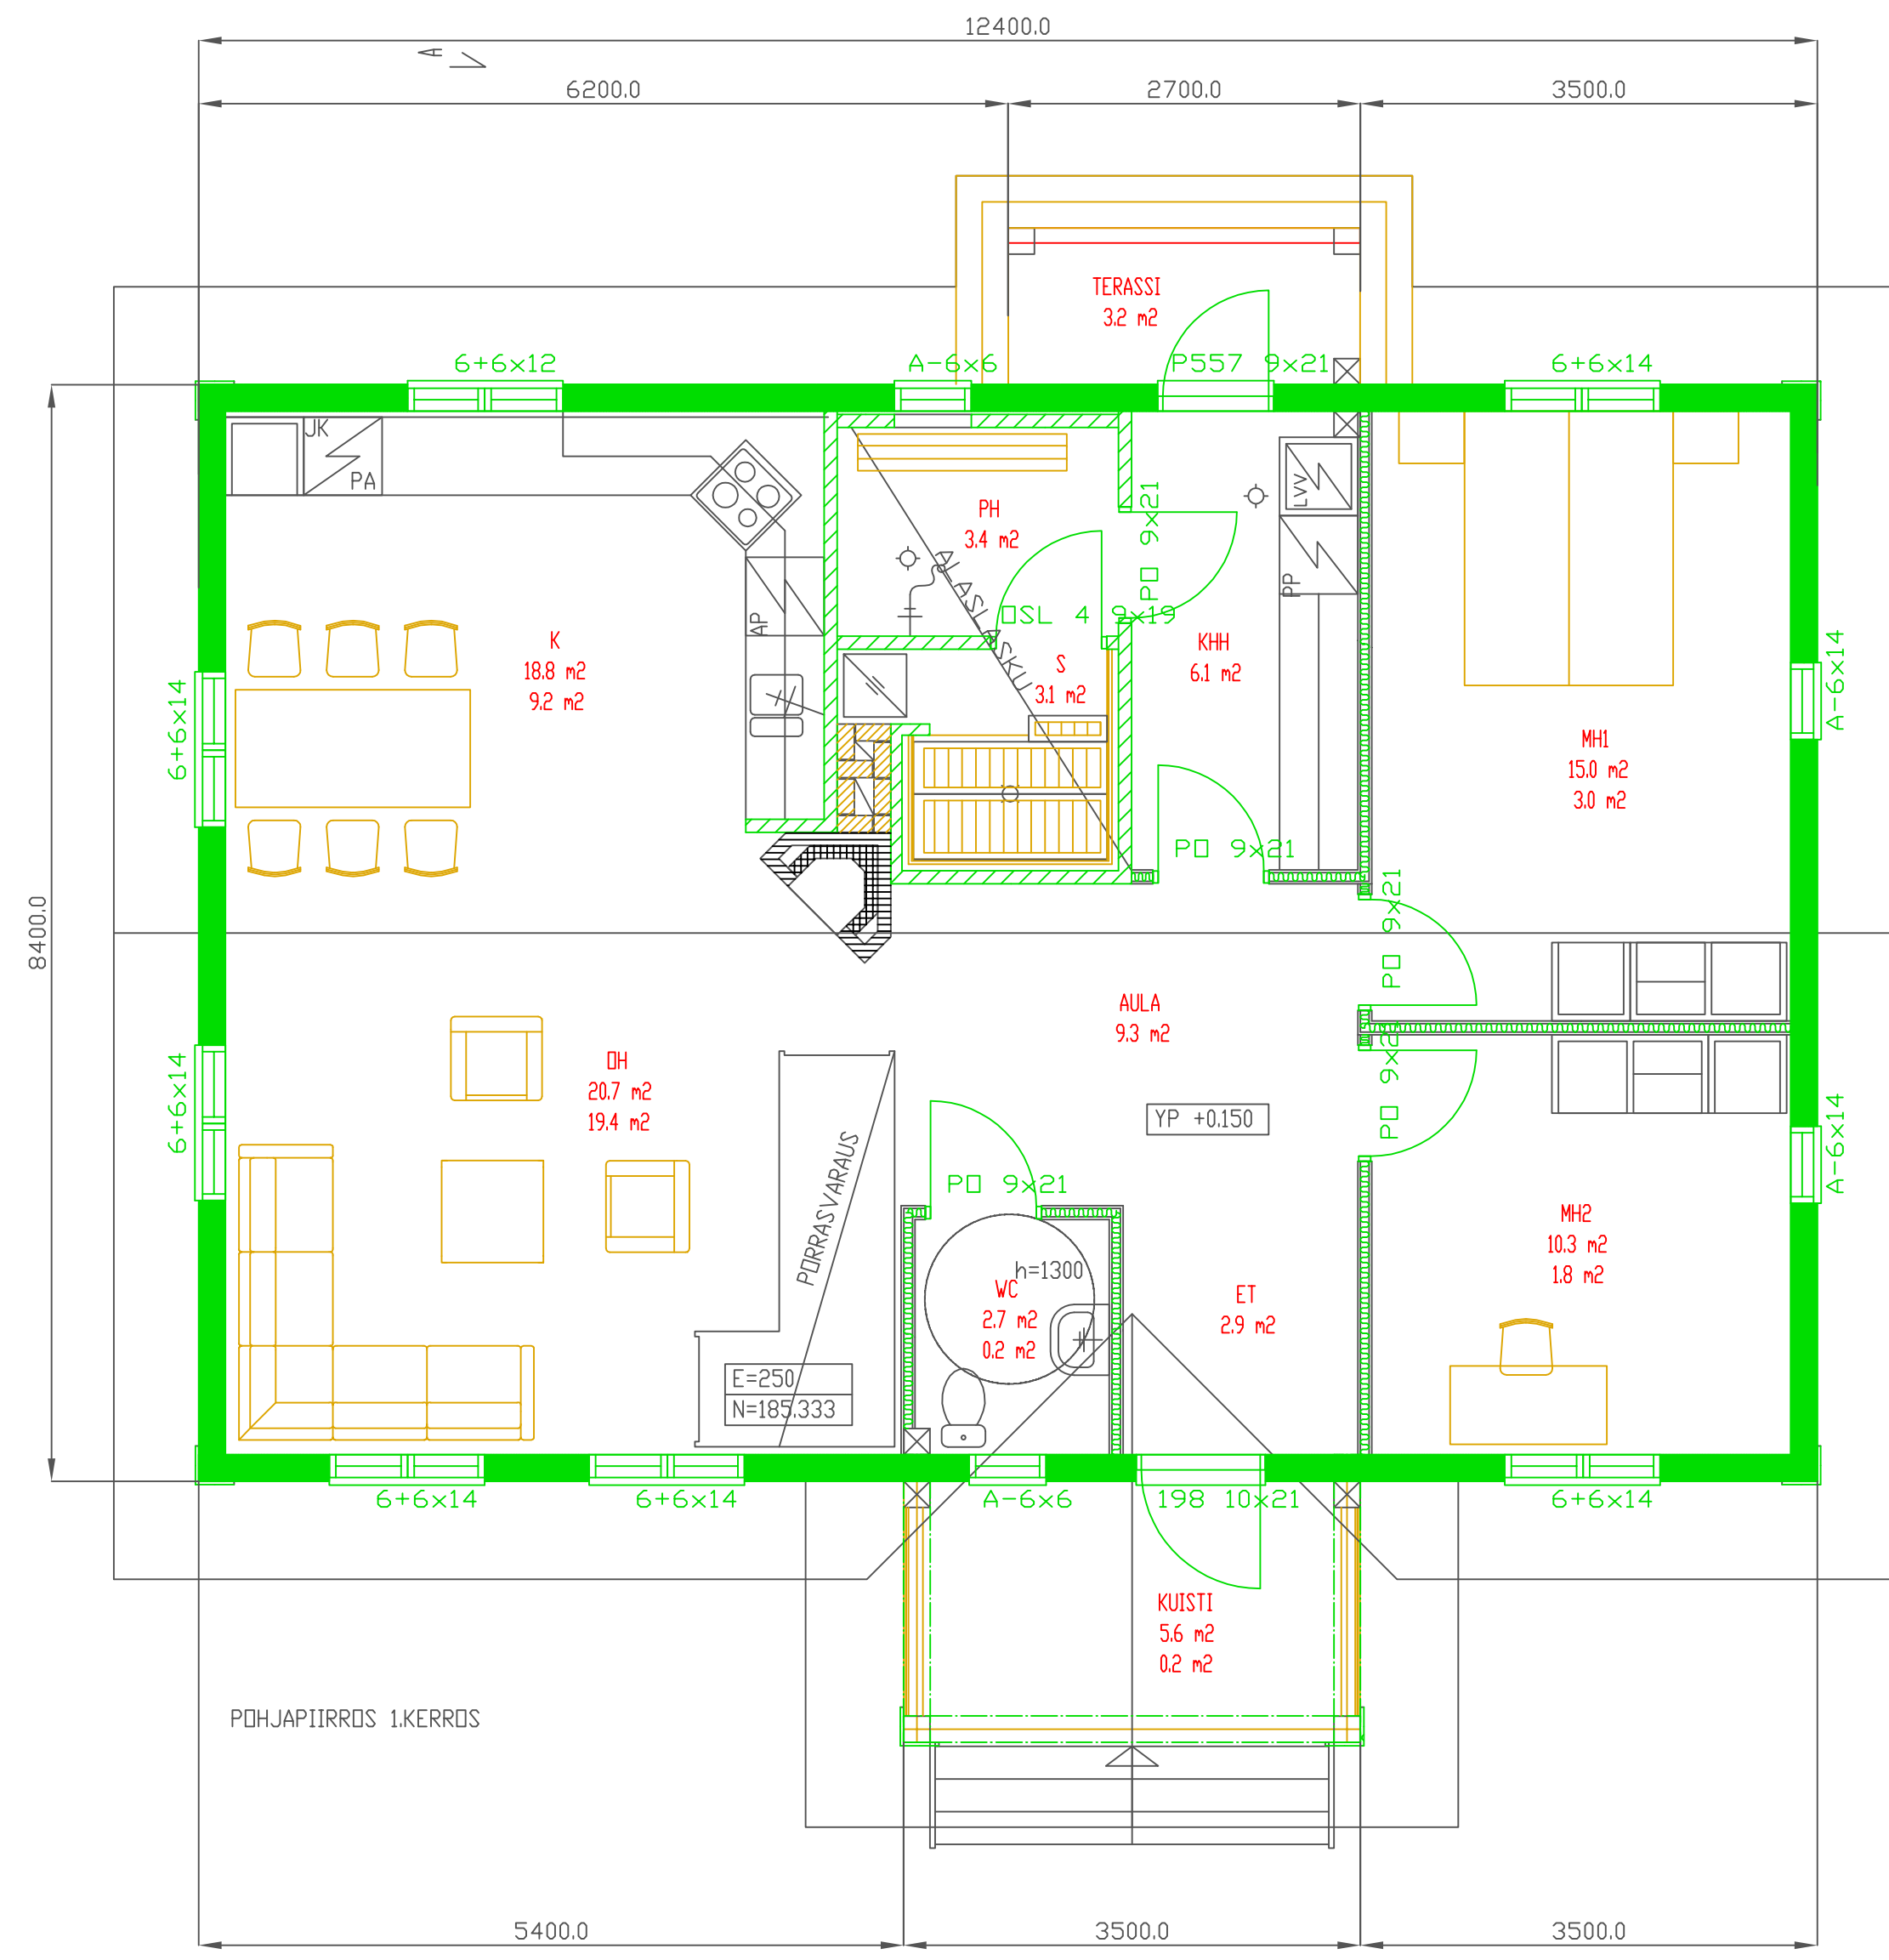 12400.0
A
6200.0
2700.0
3500.0
TERASSI
3.2 m2
6+6x12
A-6x6
P557 9x21
6+6x14
JK
PA
LVV
PH
3.4 m2
PO 9x21
ALASLASKU
PP
AP
OSL 4 9x19
K
18.8 m2
9.2 m2
S
3.1 m2
KHH
6.1 m2
6+6x14
A-6x14
MH1
15.0 m2
3.0 m2
PO 9x21
PO 9x21
8400.0
AULA
9.3 m2
OH
20.7 m2
19.4 m2
PO 9x21
6+6x14
YP +0.150
A-6x14
PORRASVARAUS
PO 9x21
MH2
10.3 m2
1.8 m2
h=1300
WC
2.7 m2
0.2 m2
ET
2.9 m2
E=250
N=185.333
6+6x14
6+6x14
A-6x6
198 10x21
6+6x14
KUISTI
5.6 m2
0.2 m2
POHJAPIIRROS 1.KERROS
5400.0
3500.0
3500.0